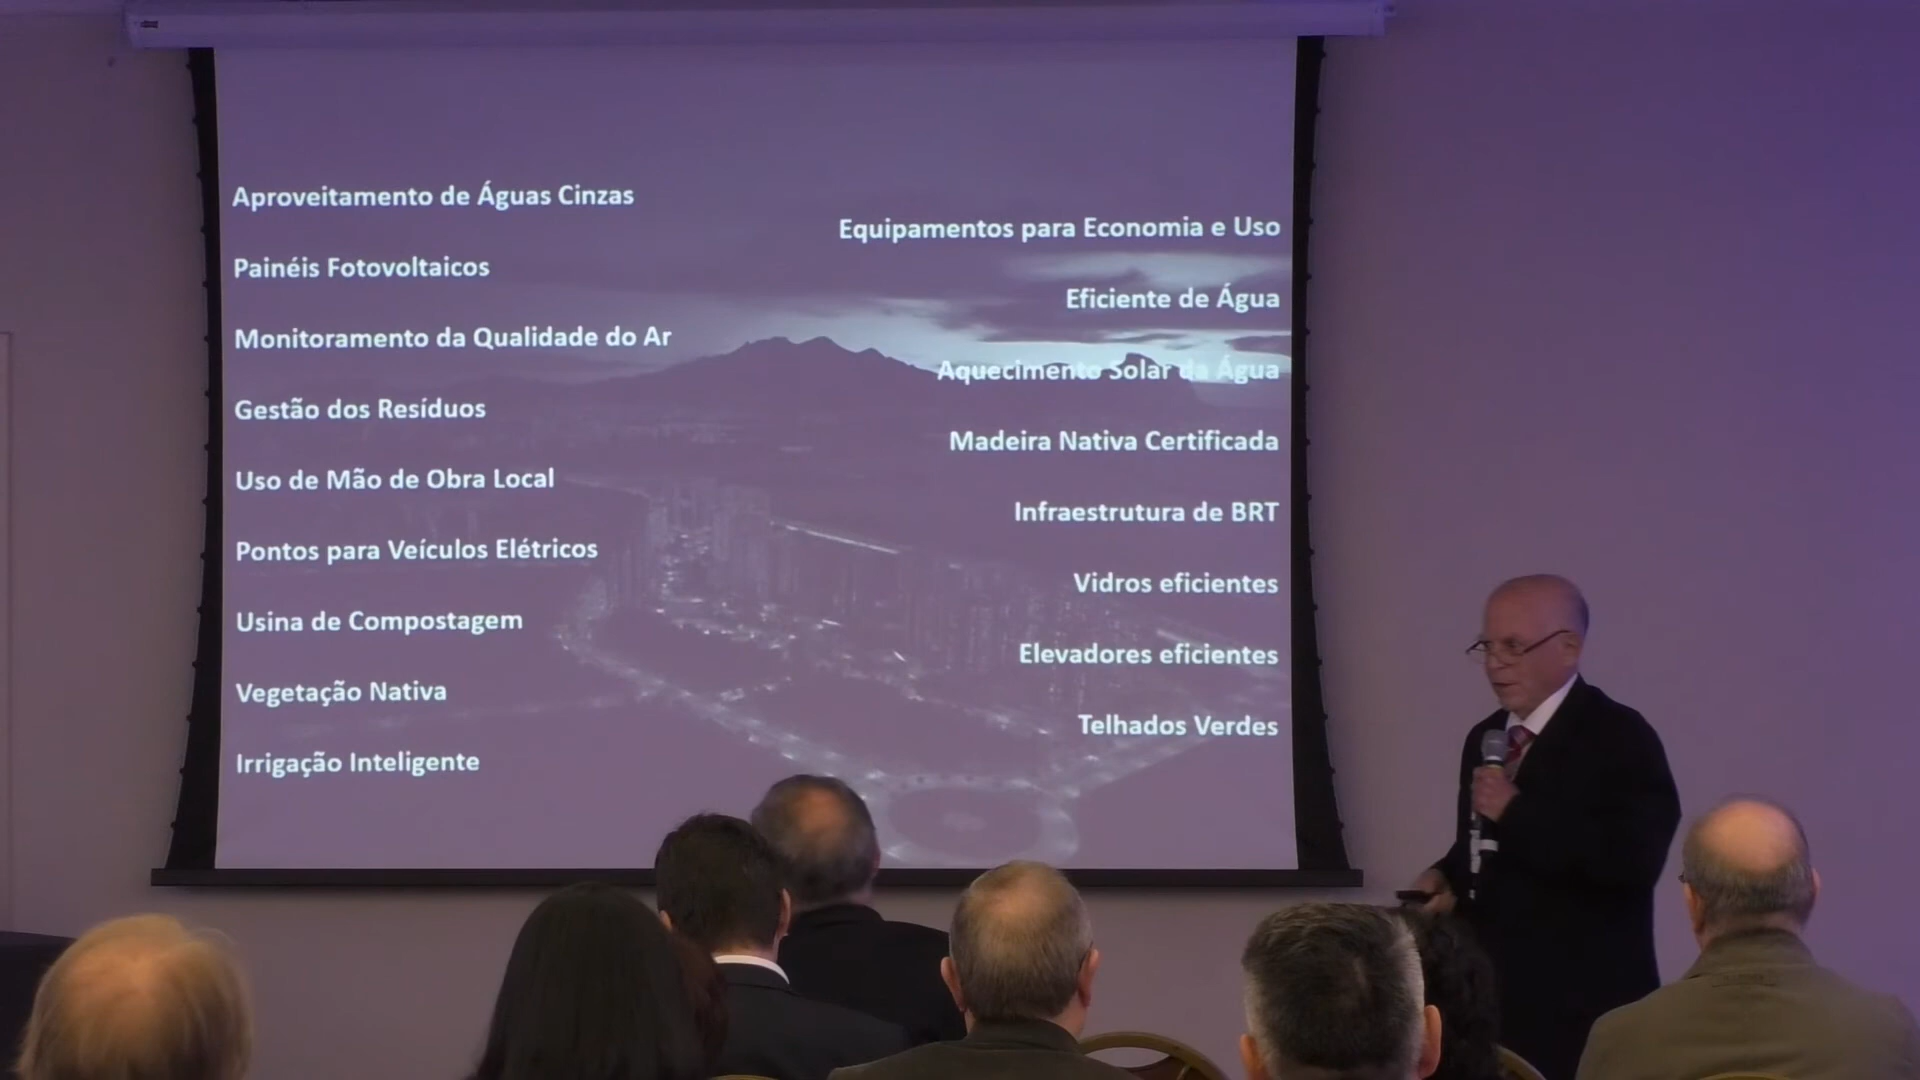 Aproveitamento de Águas Cinzas
Painéis Fotovoltaicos
Monitoramento da Qualidade do Ar
Gestão dos Resíduos
Uso de Mão de Obra Local
Pontos para Veículos Elétricos
Usina de Compostagem
Vegetação Nativa
Irrigação Inteligente
Equipamentos para Economia e Uso
Eficiente de Água
Aquecimento Solar da Água
Madeira Nativa Certificada
Infraestrutura de BRT
Vidros eficientes
Elevadores eficientes
Telhados Verdes